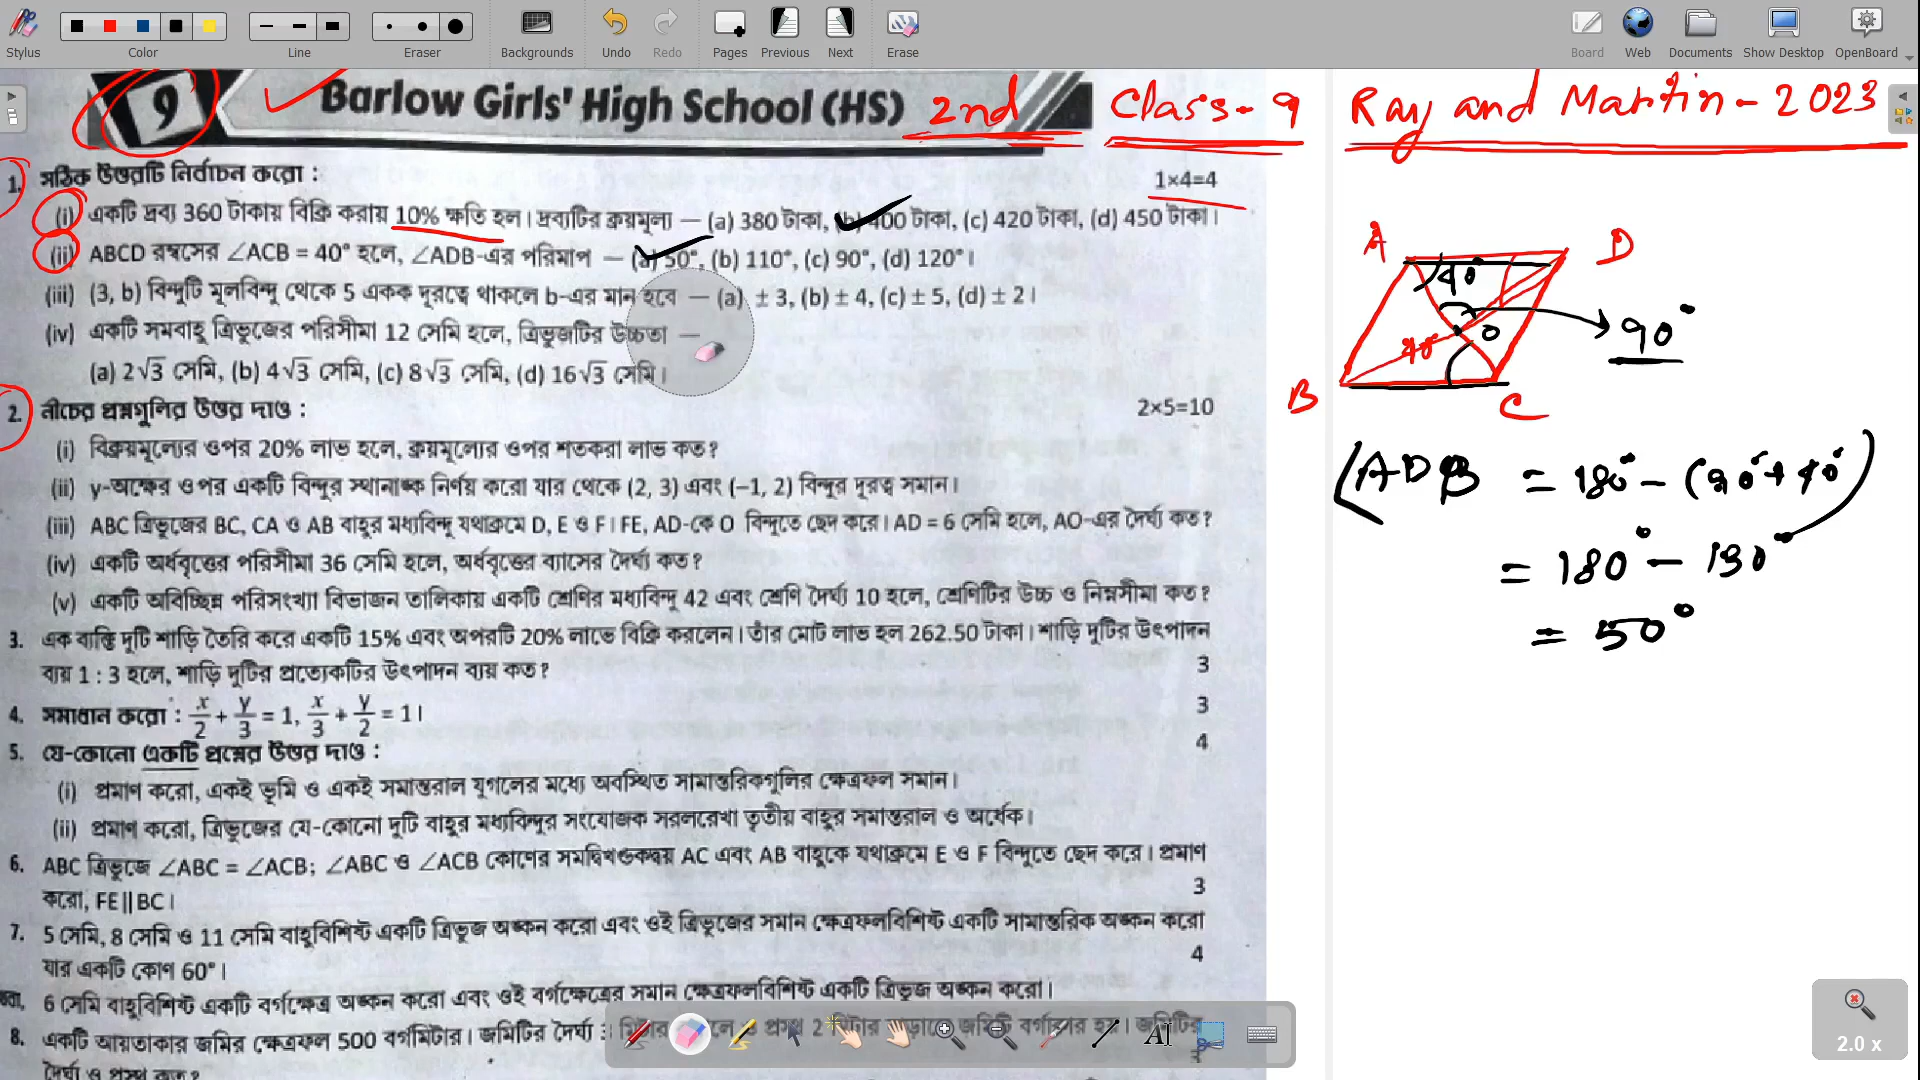 Stylus Color Line Eraser Backgrounds Undo Redo Pages Previous Next Erase Board Web Documents Show Desktop OpenBoard
9 Barlow Girls' High School (HS) 2nd Class-9 Ray and Martin-2023
1. সঠিক উত্তরটি নির্বাচন করো : 1×4=4
(i) একটি দ্রব্য 360 টাকায় বিক্রি করায় 10% ক্ষতি হল। দ্রব্যটির ক্রয়মূল্য — (a) 380 টাকা, (b) 400 টাকা, (c) 420 টাকা, (d) 450 টাকা।
(ii) ABCD রম্বসের ∠ACB = 40° হলে, ∠ADB-এর পরিমাপ — (a) 50°, (b) 110°, (c) 90°, (d) 120°।
(iii) (3, b) বিন্দুটি মূলবিন্দু থেকে 5 একক দূরত্বে থাকলে b-এর মান হবে — (a) ± 3, (b) ± 4, (c) ± 5, (d) ± 2।
(iv) একটি সমবাহু ত্রিভুজের পরিসীমা 12 সেমি হলে, ত্রিভুজটির উচ্চতা —
(a) 2√3 সেমি, (b) 4√3 সেমি, (c) 8√3 সেমি, (d) 16√3 সেমি।
2. নীচের প্রশ্নগুলির উত্তর দাও : 2×5=10
(i) বিক্রয়মূল্যের ওপর 20% লাভ হলে, ক্রয়মূল্যের ওপর শতকরা লাভ কত?
(ii) y-অক্ষের ওপর একটি বিন্দুর স্থানাঙ্ক নির্ণয় করো যার থেকে (2, 3) এবং (−1, 2) বিন্দুর দূরত্ব সমান।
(iii) ABC ত্রিভুজের BC, CA ও AB বাহুর মধ্যবিন্দু যথাক্রমে D, E ও F। FE, AD-কে O বিন্দুতে ছেদ করে। AD = 6 সেমি হলে, AO-এর দৈর্ঘ্য কত?
(iv) একটি অর্ধবৃত্তের পরিসীমা 36 সেমি হলে, অর্ধবৃত্তের ব্যাসের দৈর্ঘ্য কত?
(v) একটি অবিচ্ছিন্ন পরিসংখ্যা বিভাজন তালিকায় একটি শ্রেণির মধ্যবিন্দু 42 এবং শ্রেণি দৈর্ঘ্য 10 হলে, শ্রেণিটির উচ্চ ও নিম্নসীমা কত?
3. এক ব্যক্তি দুটি শাড়ি তৈরি করে একটি 15% এবং অপরটি 20% লাভে বিক্রি করলেন। তাঁর মোট লাভ হল 262.50 টাকা। শাড়ি দুটির উৎপাদন
ব্যয় 1 : 3 হলে, শাড়ি দুটির প্রত্যেকটির উৎপাদন ব্যয় কত? 3
4. সমাধান করো : x/2 + y/3 = 1, x/3 + y/2 = 1। 3
5. যে-কোনো একটি প্রশ্নের উত্তর দাও : 4
(i) প্রমাণ করো, একই ভূমি ও একই সমান্তরাল যুগলের মধ্যে অবস্থিত সামান্তরিকগুলির ক্ষেত্রফল সমান।
(ii) প্রমাণ করো, ত্রিভুজের যে-কোনো দুটি বাহুর মধ্যবিন্দুর সংযোজক সরলরেখা তৃতীয় বাহুর সমান্তরাল ও অর্ধেক।
6. ABC ত্রিভুজে ∠ABC = ∠ACB; ∠ABC ও ∠ACB কোণের সমদ্বিখণ্ডকদ্বয় AC এবং AB বাহুকে যথাক্রমে E ও F বিন্দুতে ছেদ করে। প্রমাণ
করো, FE||BC। 3
7. 5 সেমি, 8 সেমি ও 11 সেমি বাহুবিশিষ্ট একটি ত্রিভুজ অঙ্কন করো এবং ওই ত্রিভুজের সমান ক্ষেত্রফলবিশিষ্ট একটি সামান্তরিক অঙ্কন করো
যার একটি কোণ 60°। 4
6 সেমি বাহুবিশিষ্ট একটি বর্গক্ষেত্র অঙ্কন করো এবং ওই বর্গক্ষেত্রের সমান ক্ষেত্রফলবিশিষ্ট একটি ত্রিভুজ অঙ্কন করো।
8. একটি আয়তাকার জমির ক্ষেত্রফল 500 বর্গমিটার। জমিটির দৈর্ঘ্য 3 প্রস্থ 2 জমিটি বর্গাকার হয়। জমিটির
দৈর্ঘ্য ও প্রস্থ কত?
A D
40°
O 90°
40°
B C
∠ADB = 180° − (90°+40°)
= 180° − 130°
= 50°
2.0 x